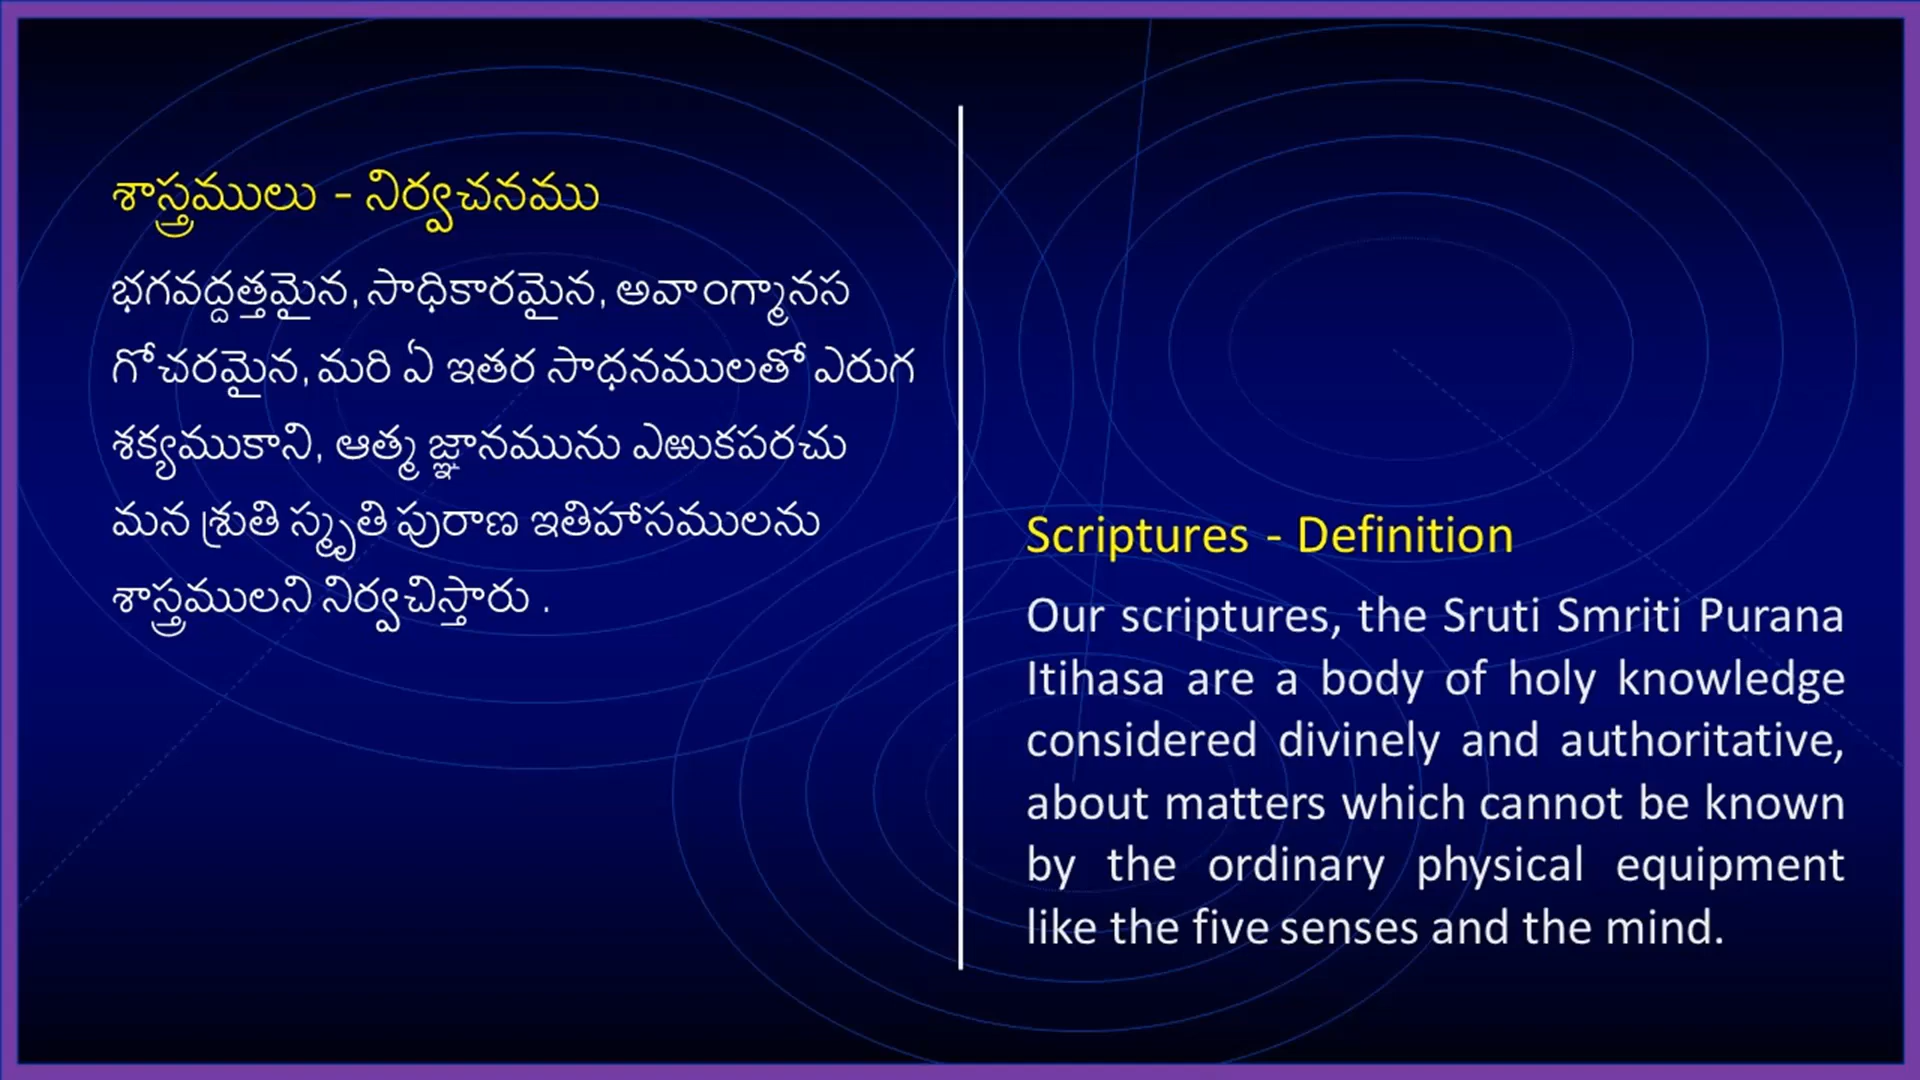 శాస్త్రములు - నిర్వచనము
భగవద్దత్తమైన, సాధికారమైన, అవాంగ్మానస
గోచరమైన, మరి ఏ ఇతర సాధనములతో ఎరుగ
శక్యముకాని, ఆత్మ జ్ఞానమును ఎఱుకపరచు
మన శ్రుతి స్మృతి పురాణ ఇతిహాసములను
శాస్త్రములని నిర్వచిస్తారు .
Scriptures - Definition
Our scriptures, the Sruti Smriti Purana
Itihasa are a body of holy knowledge
considered divinely and authoritative,
about matters which cannot be known
by the ordinary physical equipment
like the five senses and the mind.